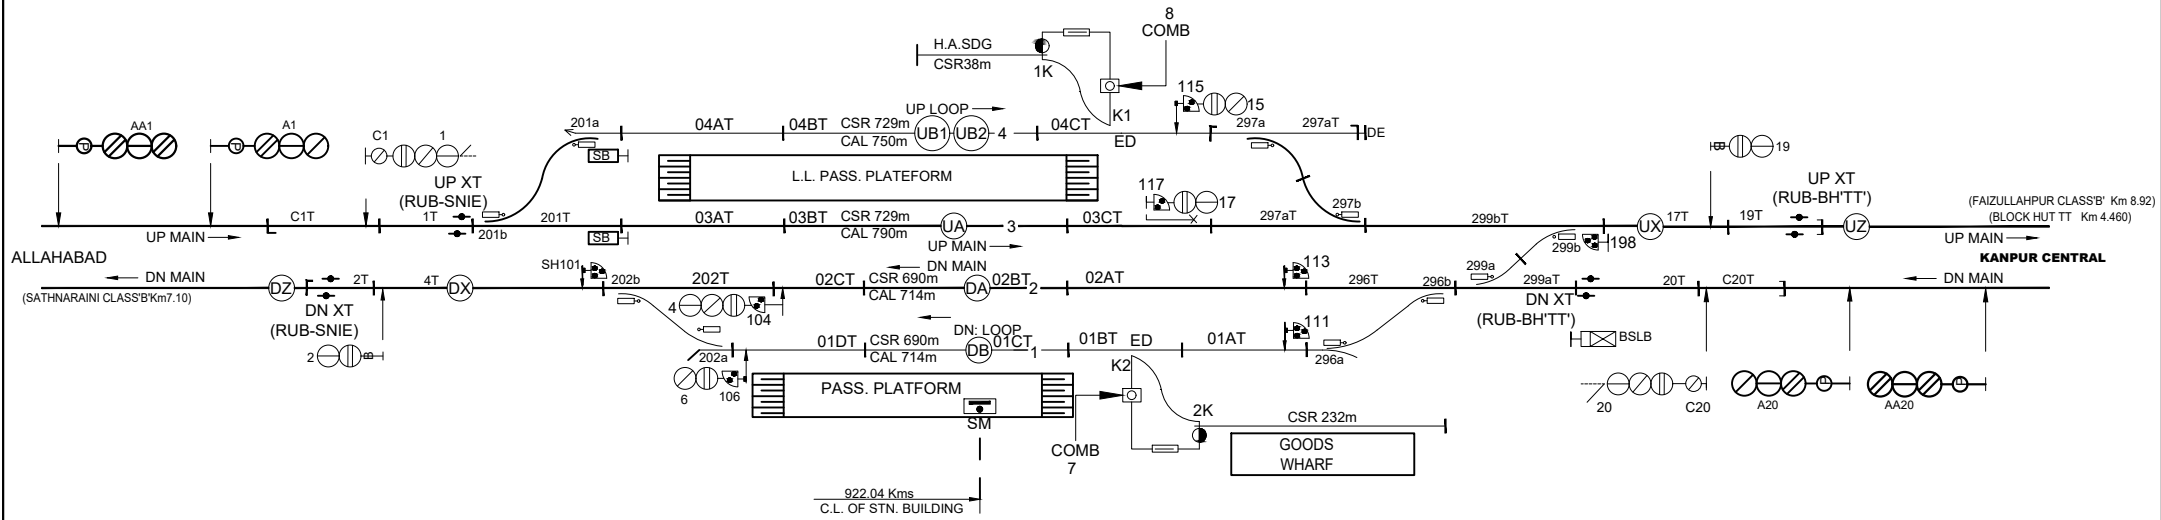 8
COMB
H.A.SDG
CSR38m
1K
K1
115
15
UP LOOP
201a
04AT
04BT
CSR 729m
CAL 750m
UB1
UB2
4
04CT
ED
297a
297aT
DE
AA1
P
A1
P
C1
1
SB
L.L. PASS. PLATEFORM
117
17
B
19
UP XT
(RUB-SNIE)
UP XT
(RUB-BH'TT')
(FAIZULLAHPUR CLASS'B' Km 8.92)
(BLOCK HUT TT Km 4.460)
C1T
1T
201T
03AT
03BT
CSR 729m
CAL 790m
UA
3
03CT
297aT
297b
299bT
UX
17T
19T
UZ
UP MAIN
201b
SB
UP MAIN
299b
198
UP MAIN
ALLAHABAD
KANPUR CENTRAL
DN MAIN
SH101
DN MAIN
113
299a
DN MAIN
(SATHNARAINI CLASS'B'Km7.10)
DZ
2T
4T
DX
202b
202T
02CT
CSR 690m
CAL 714m
DA
02BT
2
02AT
296T
296b
299aT
20T
C20T
DN XT
(RUB-SNIE)
4
104
DN XT
(RUB-BH'TT')
2
B
DN: LOOP
111
BSLB
202a
01DT
CSR 690m
CAL 714m
DB
01CT
1
01BT
ED
01AT
296a
6
106
PASS. PLATFORM
SM
K2
2K
CSR 232m
GOODS
WHARF
COMB
7
20
C20
A20
P
AA20
P
922.04 Kms
C.L. OF STN. BUILDING